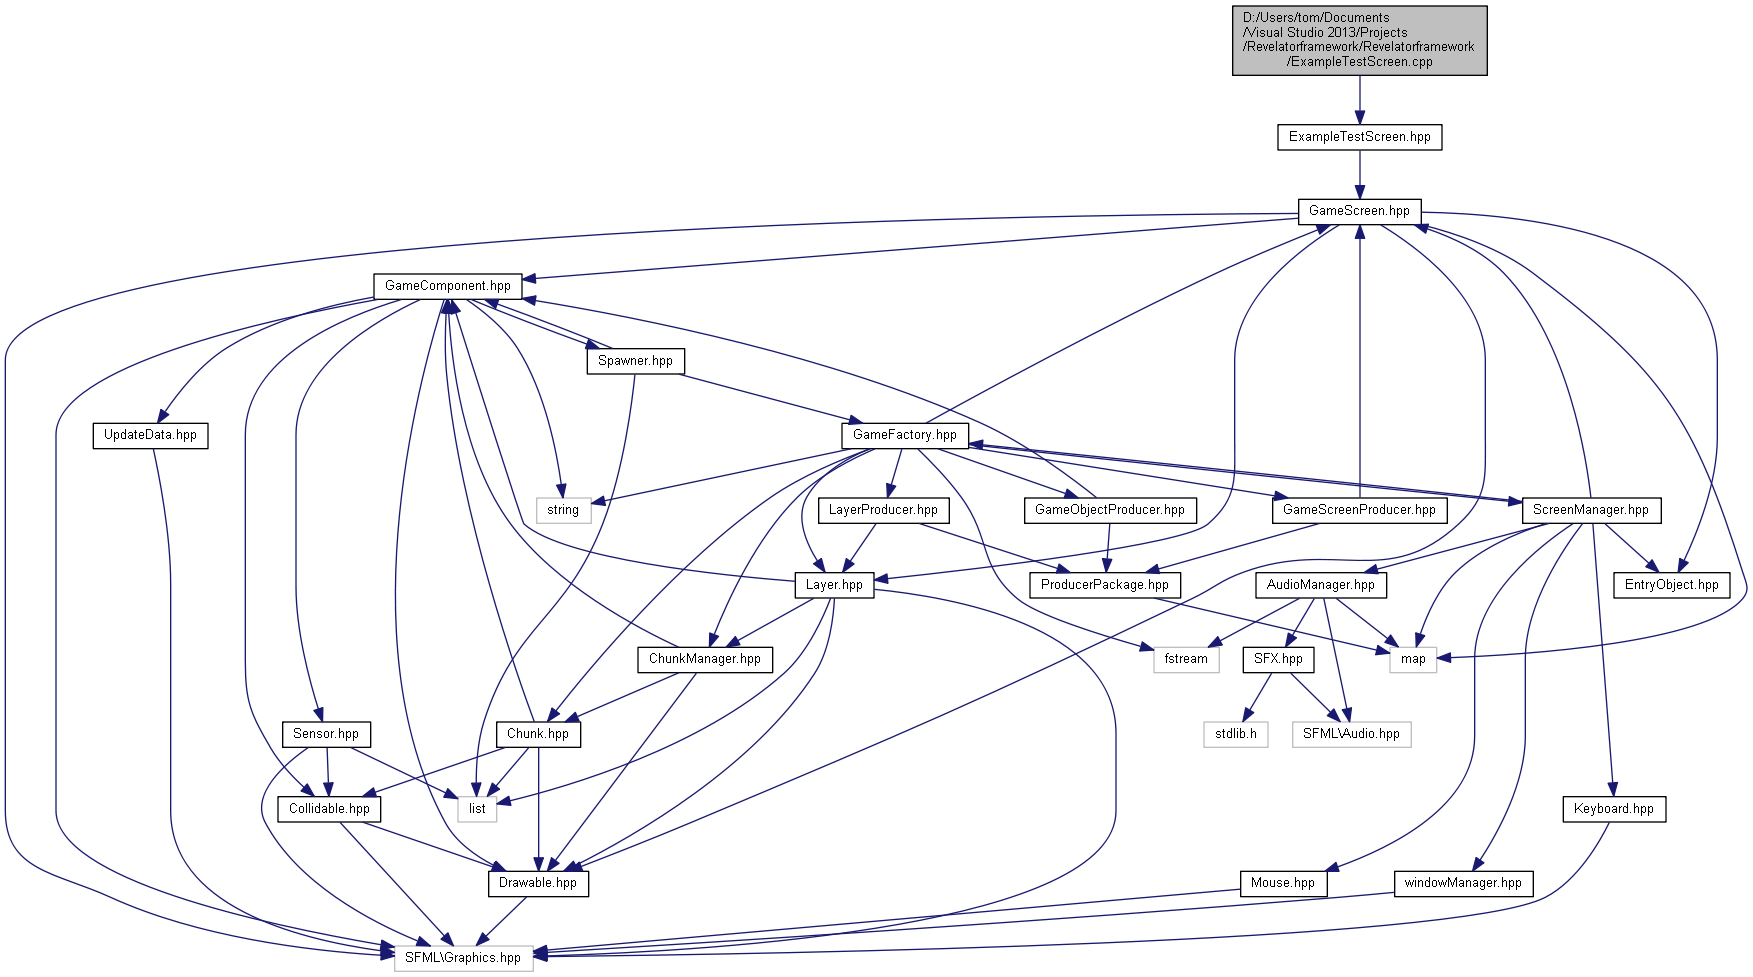 D:/Users/tom/Documents
/Visual Studio 2013/Projects
/Revelatorframework/Revelatorframework
/ExampleTestScreen.cpp
ExampleTestScreen.hpp
GameScreen.hpp
GameComponent.hpp
Spawner.hpp
UpdateData.hpp
GameFactory.hpp
string
LayerProducer.hpp
GameObjectProducer.hpp
GameScreenProducer.hpp
ScreenManager.hpp
Layer.hpp
ProducerPackage.hpp
AudioManager.hpp
EntryObject.hpp
ChunkManager.hpp
fstream
SFX.hpp
map
Sensor.hpp
Chunk.hpp
stdlib.h
SFML\Audio.hpp
Collidable.hpp
list
Keyboard.hpp
Drawable.hpp
Mouse.hpp
windowManager.hpp
SFML\Graphics.hpp